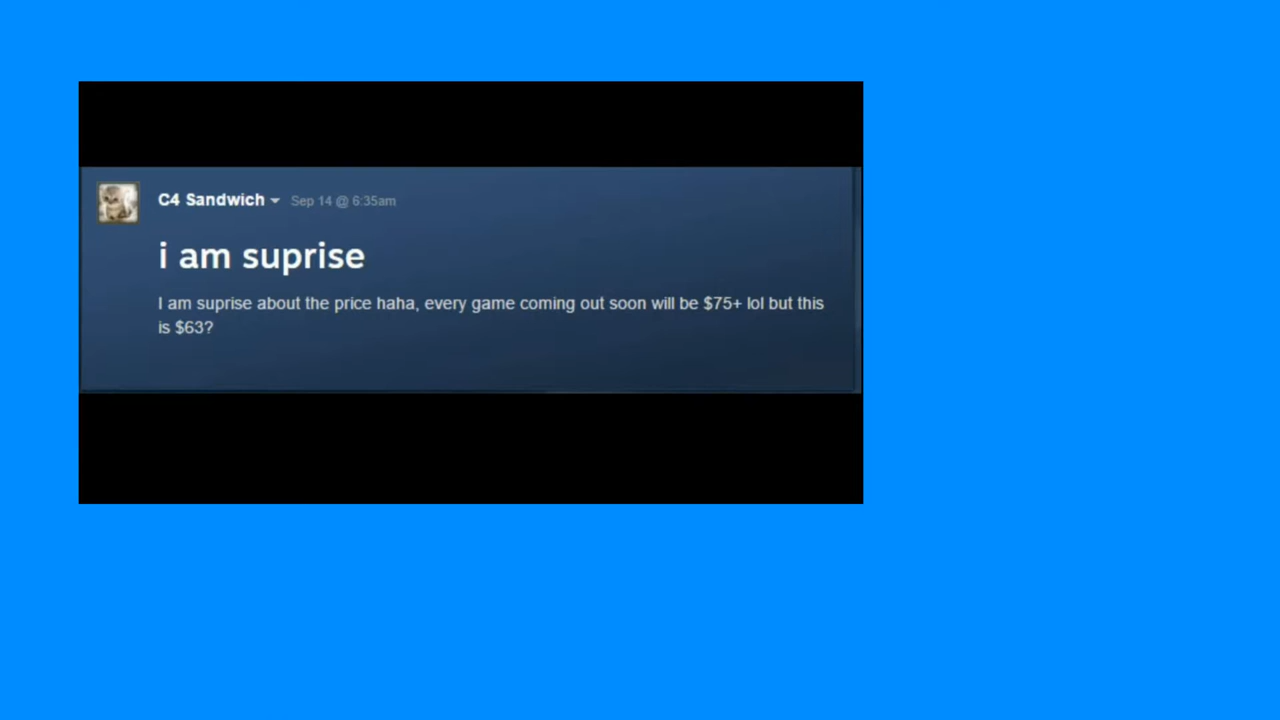 C4 Sandwich Sep 14 @ 6:35am
i am suprise
I am suprise about the price haha, every game coming out soon will be $75+ lol but this
is $63?